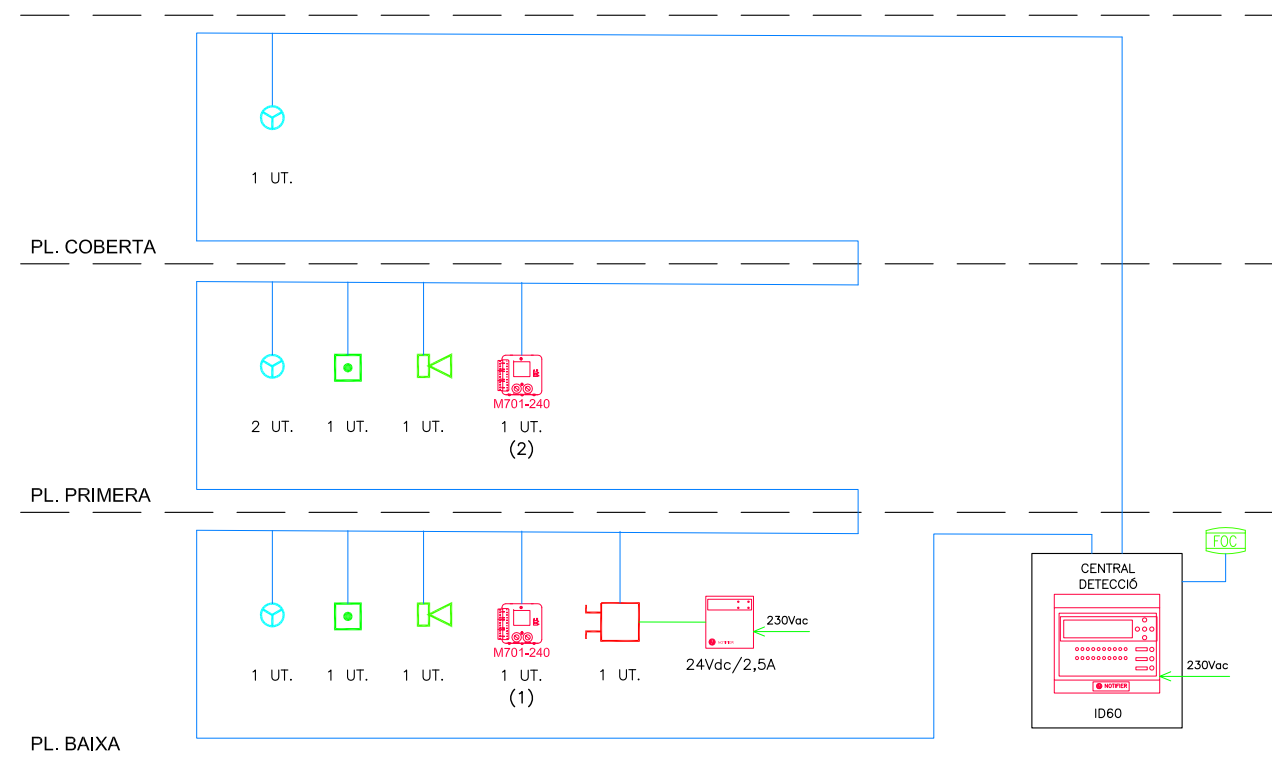 1 UT.
PL. COBERTA
M701-240
2 UT.
1 UT.
1 UT.
1 UT.
(2)
PL. PRIMERA
FOC
CENTRAL
DETECCIÓ
230Vac
NOTIFIER
M701-240
24Vdc/2,5A
1 UT.
1 UT.
1 UT.
1 UT.
1 UT.
(1)
230Vac
NOTIFIER
ID60
PL. BAIXA